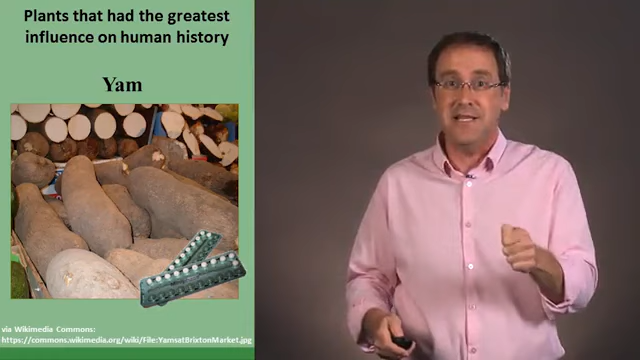 Plants that had the greatest
influence on human history
Yam
via Wikimedia Commons:
https://commons.wikimedia.org/wiki/File:YamsatBrixtonMarket.jpg